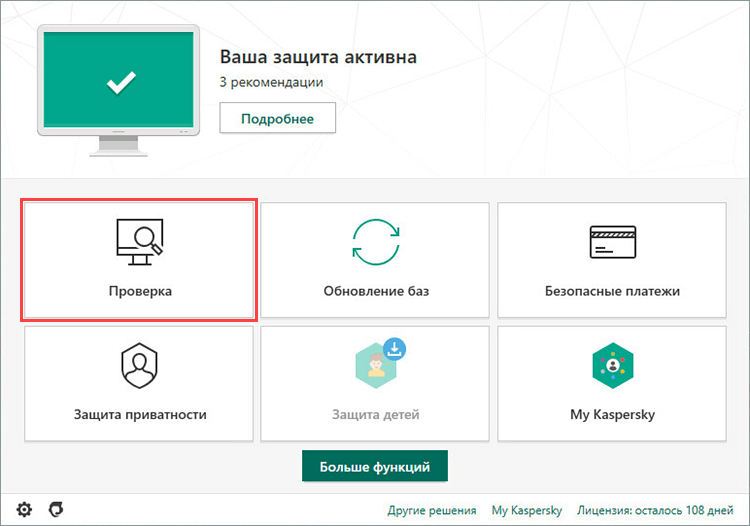 Ваша защита активна
3 рекомендации
Подробнее
Проверка
Обновление баз
Безопасные платежи
Защита приватности
Защита детей
My Kaspersky
Больше функций
Другие решения
My Kaspersky
Лицензия: осталось 108 дней